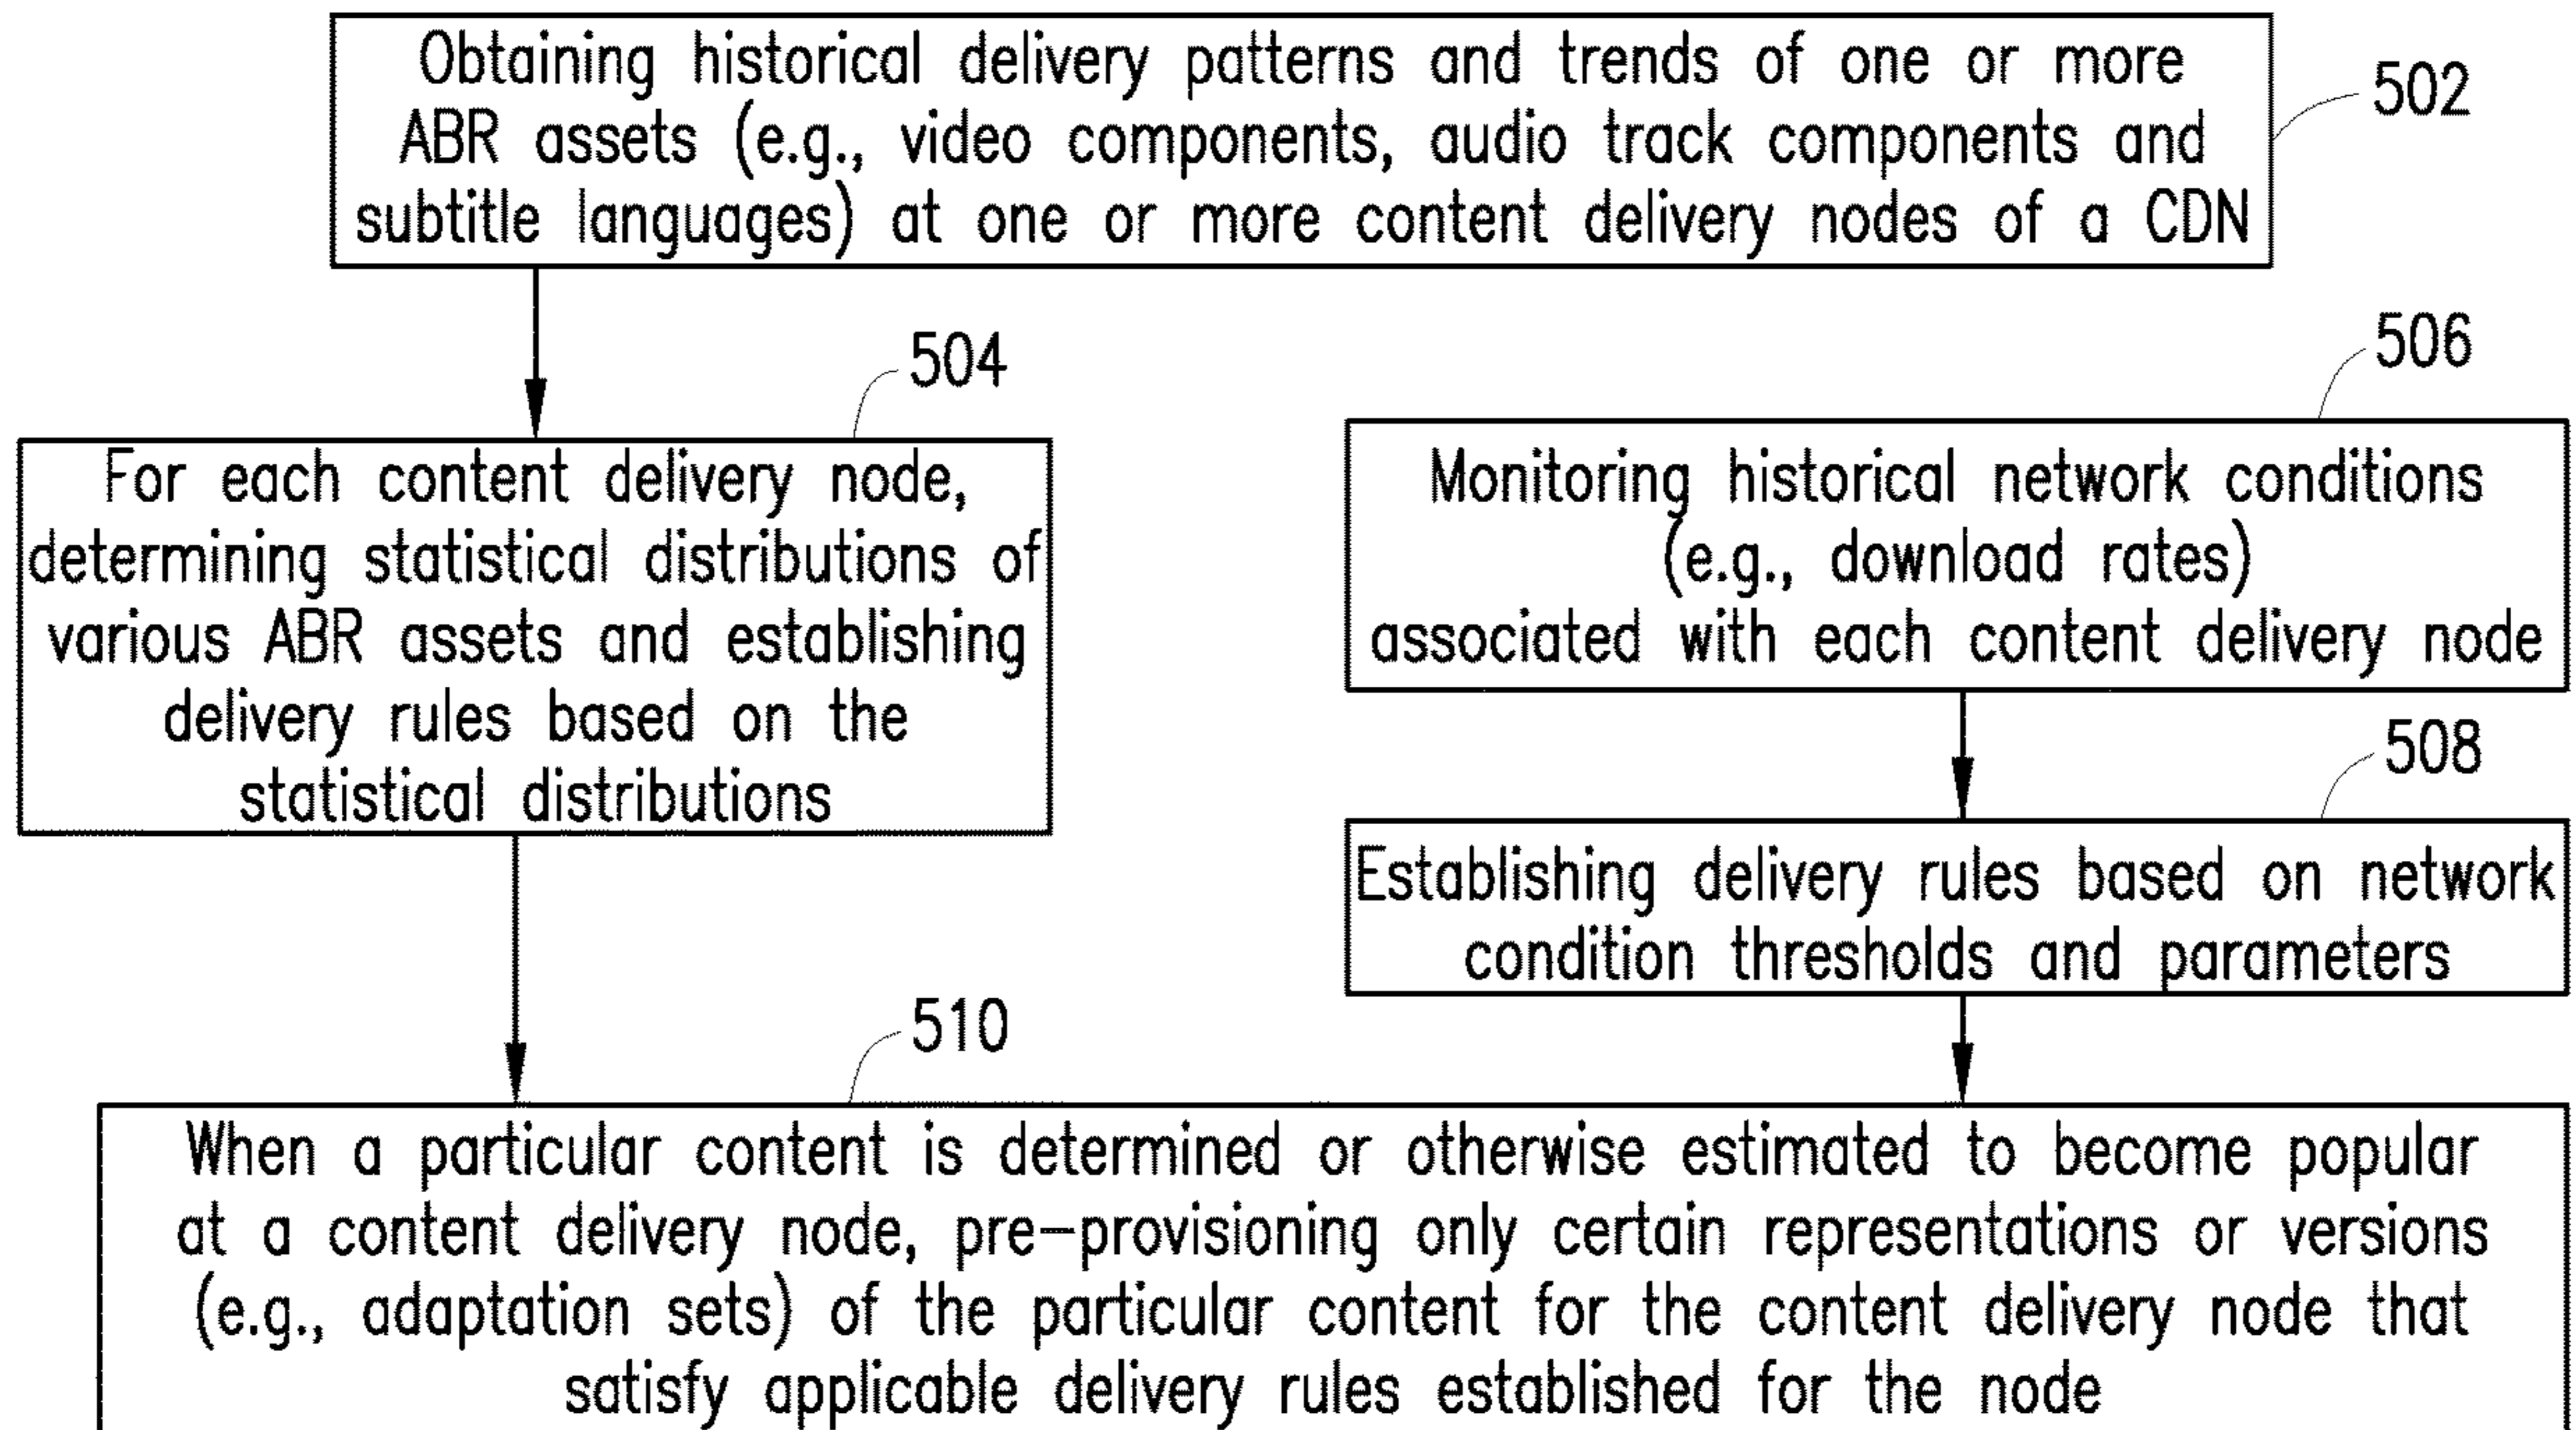 Obtaining historical delivery patterns and trends of one or more
ABR assets (e.g., video components, audio track components and
subtitle languages) at one or more content delivery nodes of a CDN
502
504
For each content delivery node,
determining statistical distributions of
various ABR assets and establishing
delivery rules based on the
statistical distributions
506
Monitoring historical network conditions
(e.g., download rates)
associated with each content delivery node
508
Establishing delivery rules based on network
condition thresholds and parameters
510
When a particular content is determined or otherwise estimated to become popular
at a content delivery node, pre-provisioning only certain representations or versions
(e.g., adaptation sets) of the particular content for the content delivery node that
satisfy applicable delivery rules established for the node